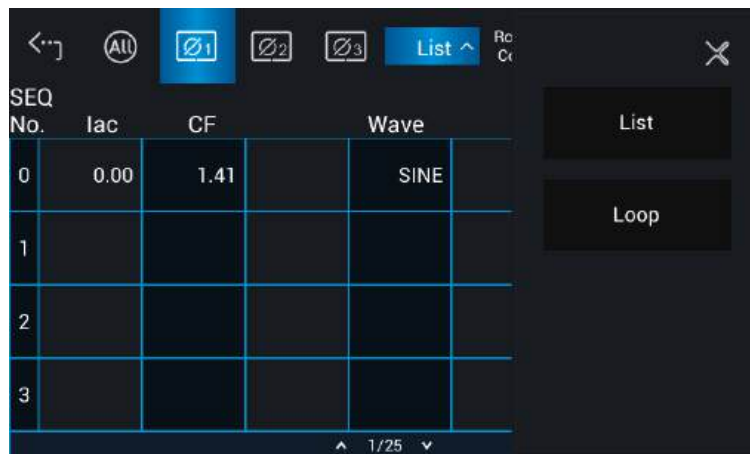 All Ø1 Ø2 Ø3 List
SEQ
No. Iac CF Wave
0 0.00 1.41 SINE
1
2
3
1/25
List
Loop